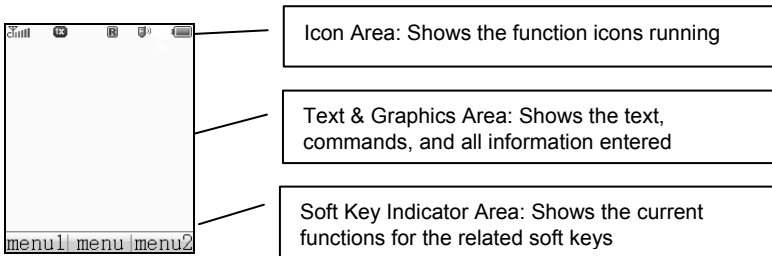 1X R
Icon Area: Shows the function icons running
Text & Graphics Area: Shows the text,
commands, and all information entered
Soft Key Indicator Area: Shows the current
functions for the related soft keys
menu1 menu menu2